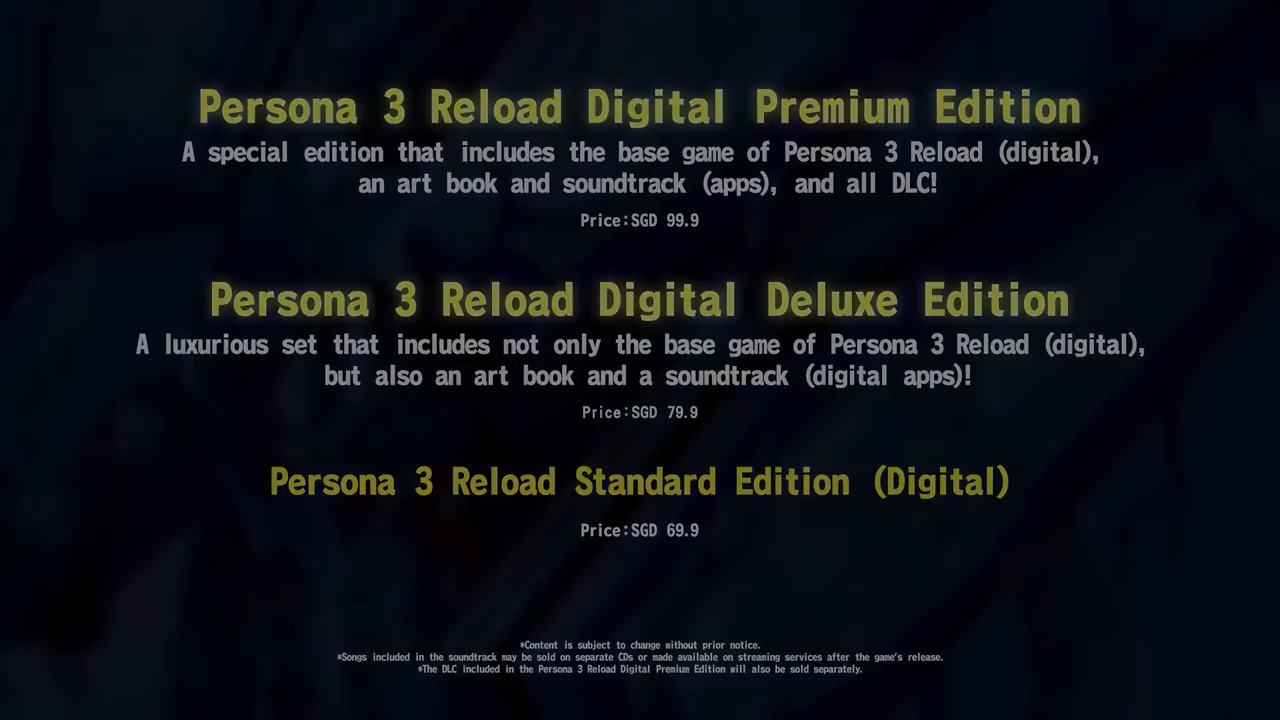 Persona 3 Reload Digital Premium Edition
A special edition that includes the base game of Persona 3 Reload (digital),
an art book and soundtrack (apps), and all DLC!
Price:SGD 99.9
Persona 3 Reload Digital Deluxe Edition
A luxurious set that includes not only the base game of Persona 3 Reload (digital),
but also an art book and a soundtrack (digital apps)!
Price:SGD 79.9
Persona 3 Reload Standard Edition (Digital)
Price:SGD 69.9
*Content is subject to change without prior notice.
*Songs included in the soundtrack may be sold on separate CDs or made available on streaming services after the game's release.
*The DLC included in the Persona 3 Reload Digital Premium Edition will also be sold separately.